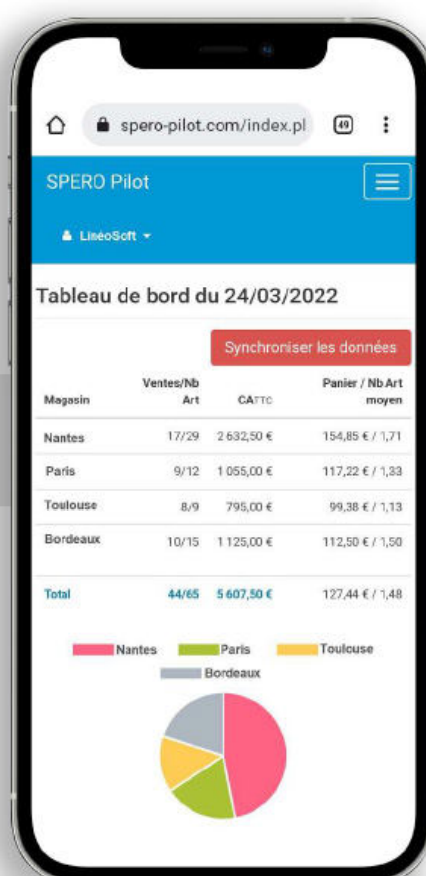 spero-pilot.com/index.pl 49
SPERO Pilot
LinéoSoft
Tableau de bord du 24/03/2022
Synchroniser les données
Magasin Ventes/Nb Art CATTC Panier / Nb Art moyen
Nantes 17/29 2 632,50 € 154,85 € / 1,71
Paris 9/12 1 055,00 € 117,22 € / 1,33
Toulouse 8/9 795,00 € 99,38 € / 1,13
Bordeaux 10/15 1 125,00 € 112,50 € / 1,50
Total 44/65 5 607,50 € 127,44 € / 1,48
Nantes Paris Toulouse
Bordeaux